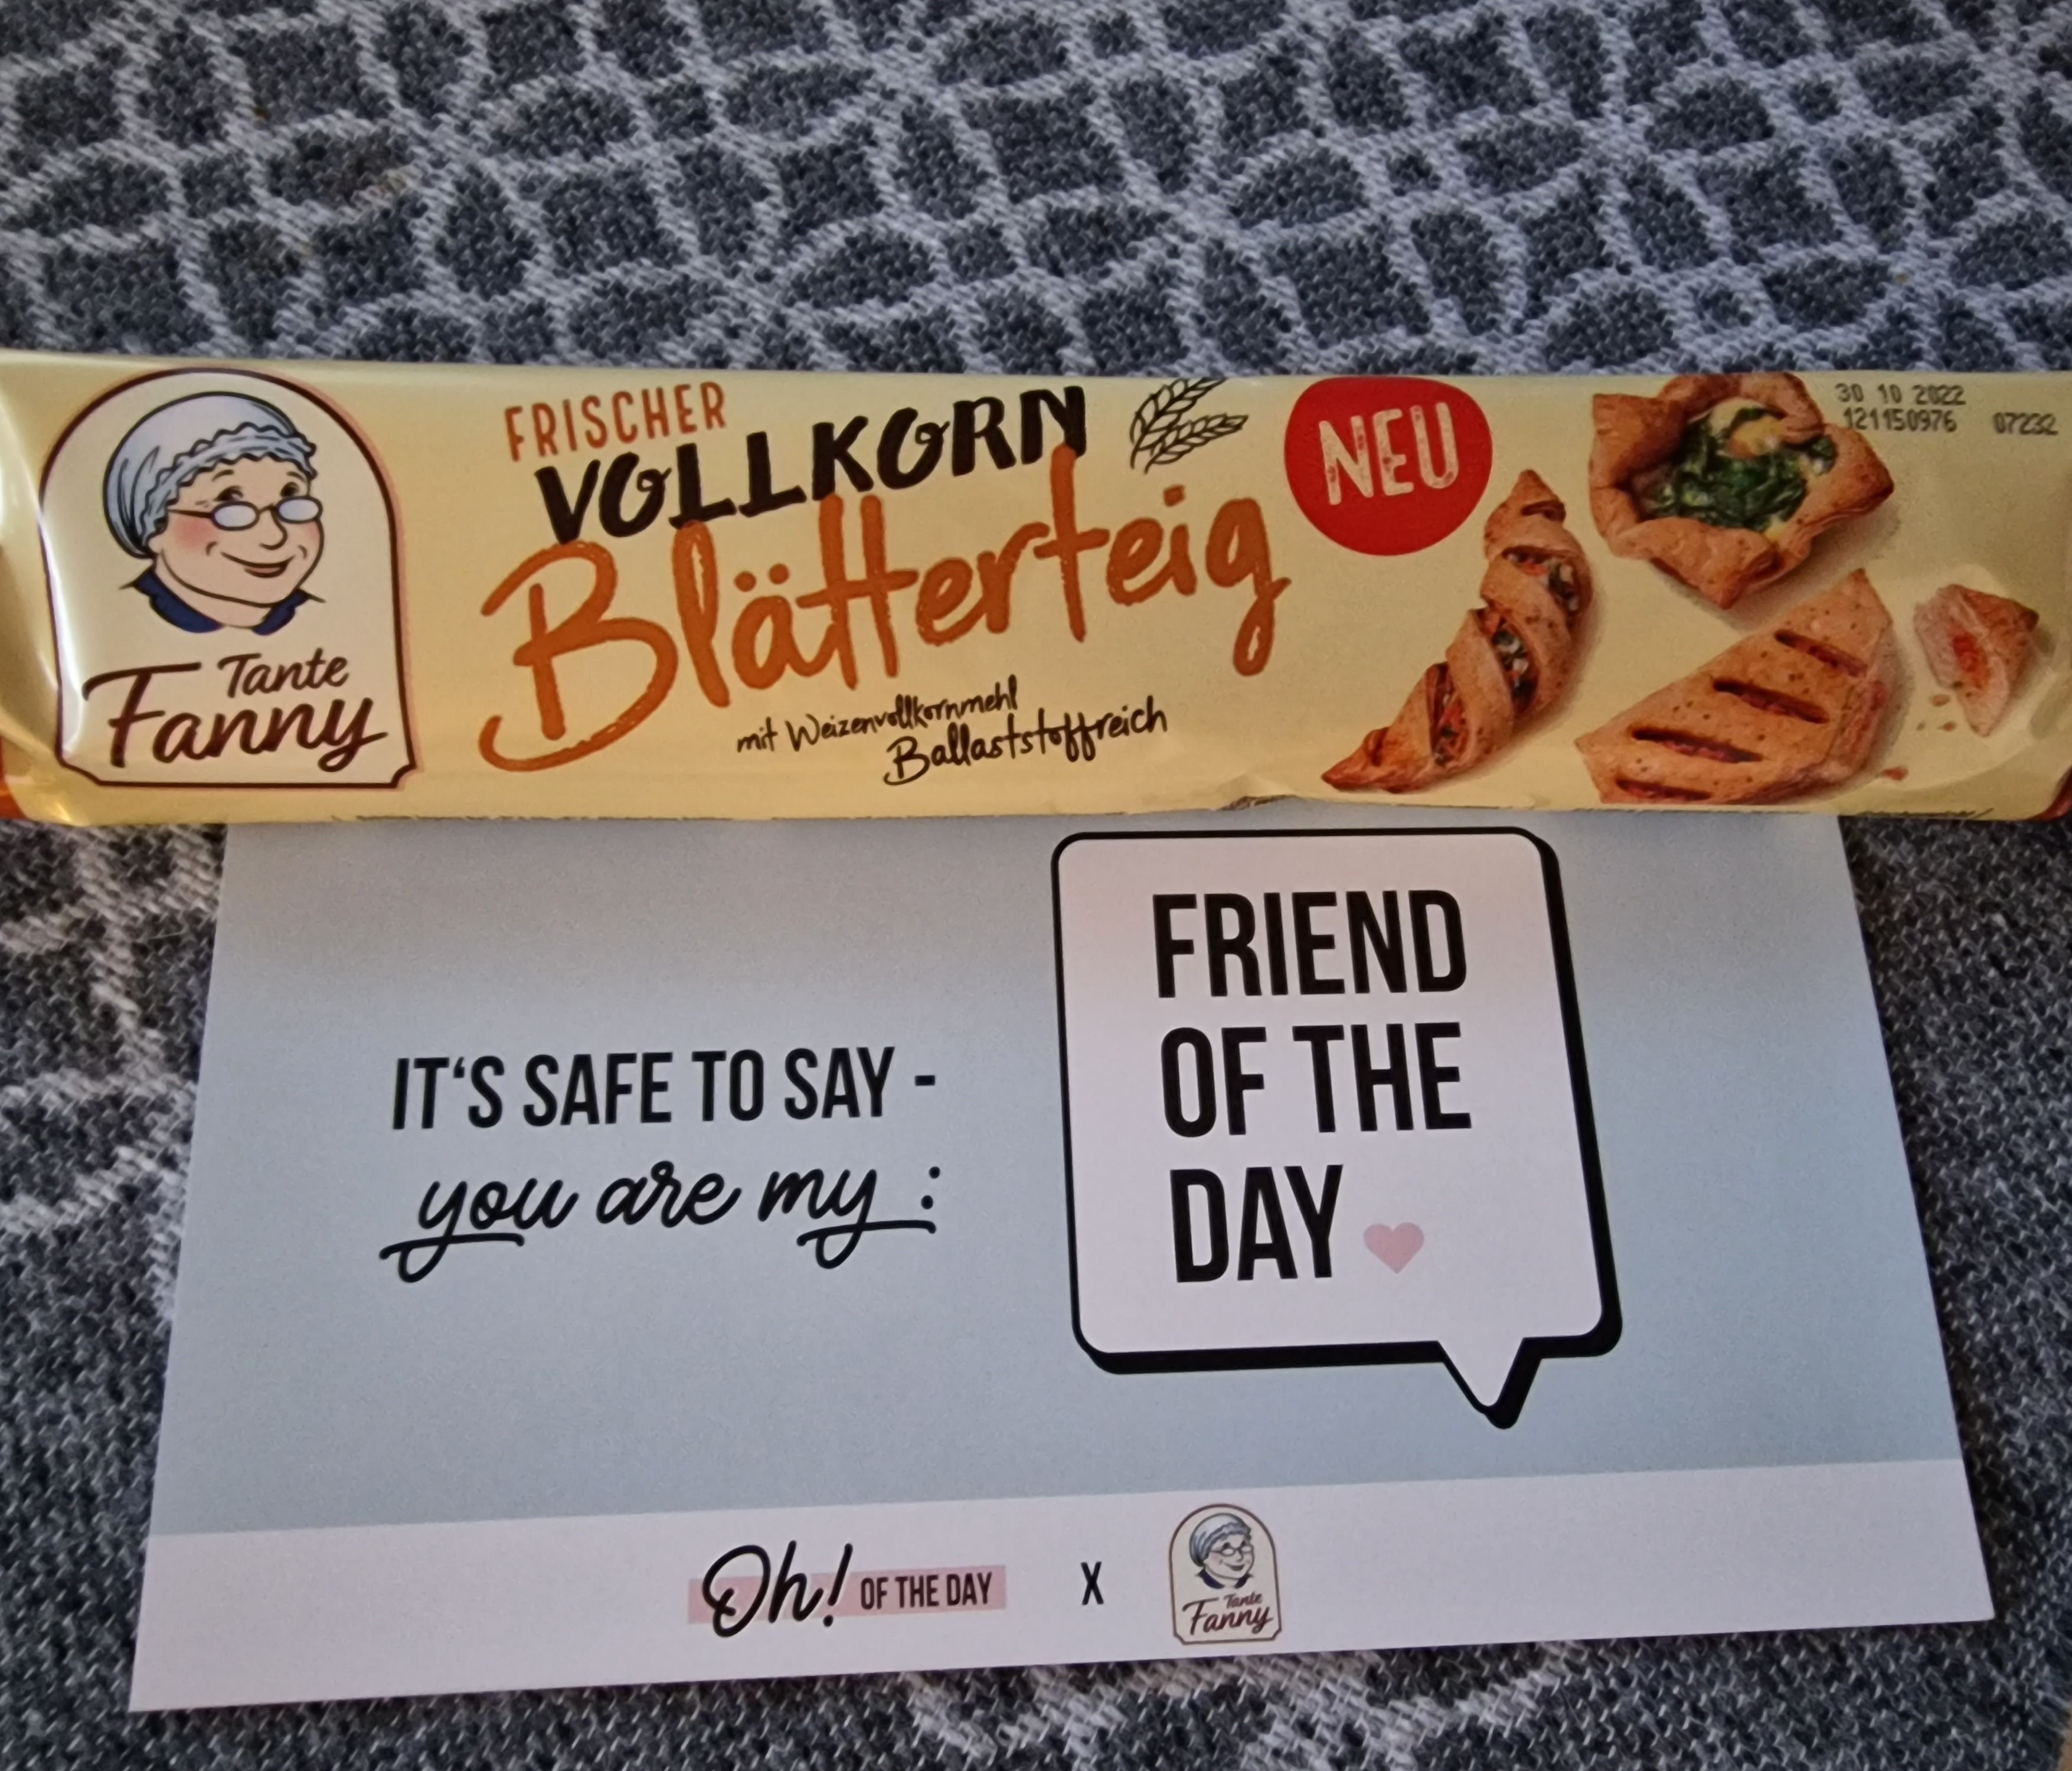 Tante
Fanny
FRISCHER
VOLLKORN
Blätterteig
mit Weizenvollkornmehl
Ballaststoffreich
NEU
30 10 2022
121150976 07232
IT‘S SAFE TO SAY -
you are my :
FRIEND
OF THE
DAY
Oh! OF THE DAY X Tante
Fanny